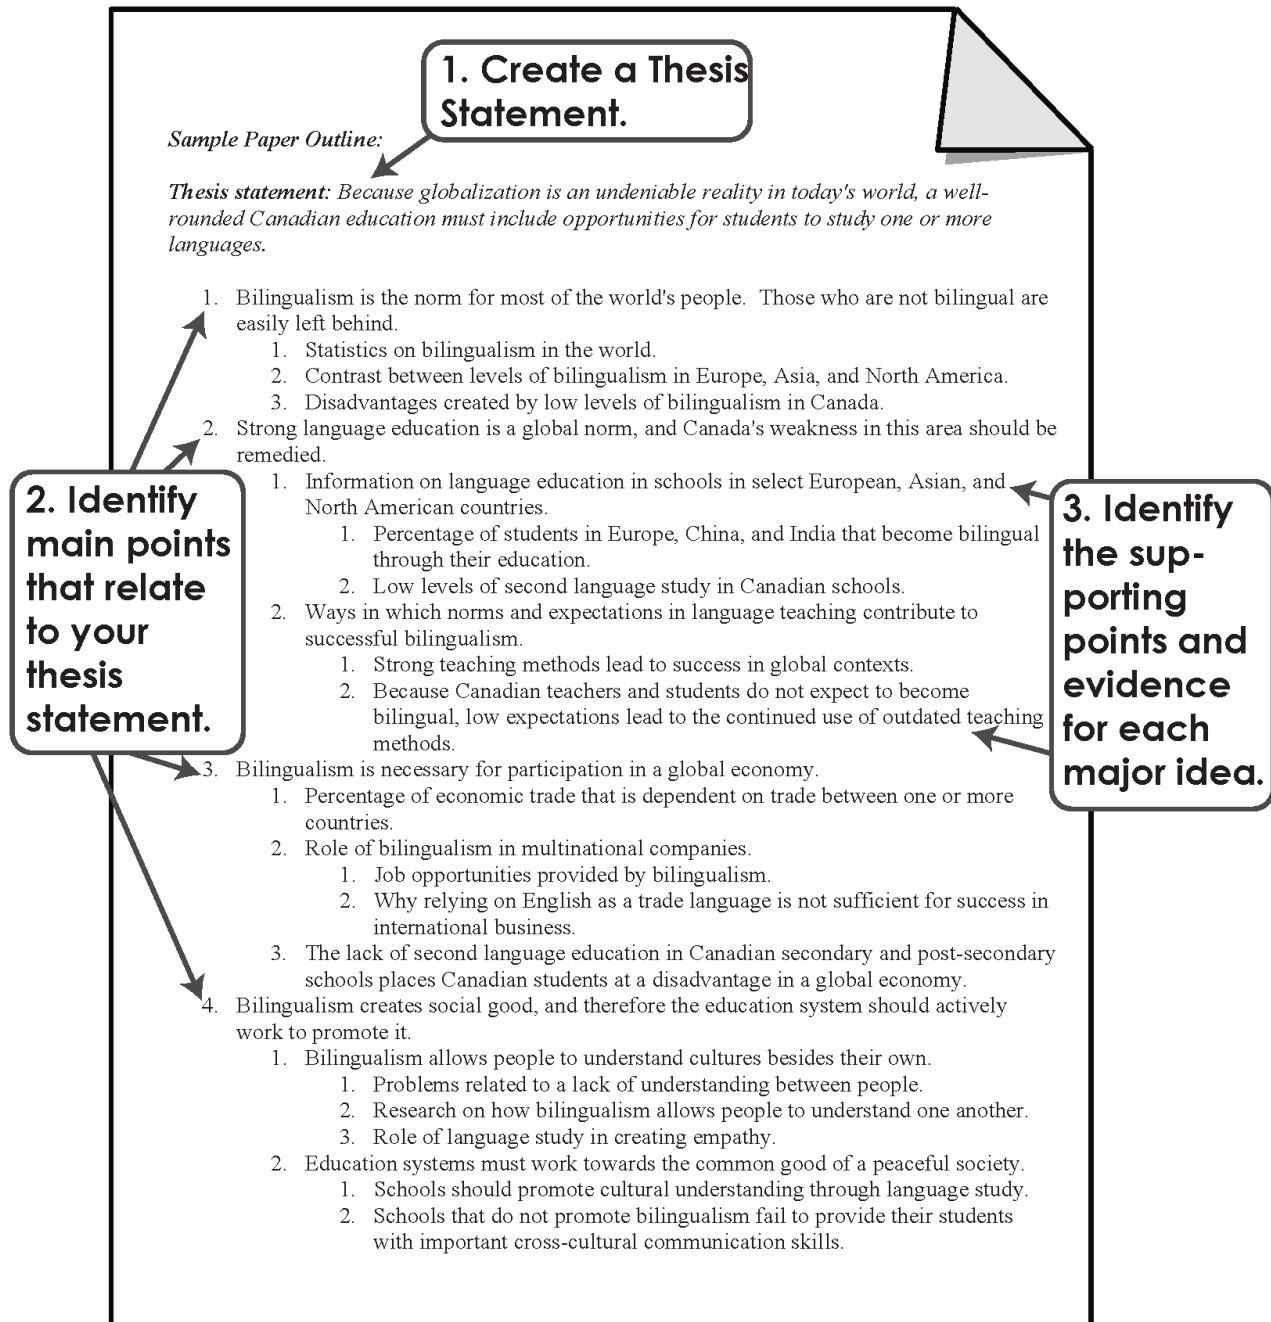 1. Create a Thesis
Statement.
Sample Paper Outline:
Thesis statement: Because globalization is an undeniable reality in today's world, a well-
rounded Canadian education must include opportunities for students to study one or more
languages.
1. Bilingualism is the norm for most of the world's people.  Those who are not bilingual are
easily left behind.
1. Statistics on bilingualism in the world.
2. Contrast between levels of bilingualism in Europe, Asia, and North America.
3. Disadvantages created by low levels of bilingualism in Canada.
2. Strong language education is a global norm, and Canada's weakness in this area should be
remedied.
1. Information on language education in schools in select European, Asian, and
North American countries.
1. Percentage of students in Europe, China, and India that become bilingual
through their education.
2. Low levels of second language study in Canadian schools.
2. Ways in which norms and expectations in language teaching contribute to
successful bilingualism.
1. Strong teaching methods lead to success in global contexts.
2. Because Canadian teachers and students do not expect to become
bilingual, low expectations lead to the continued use of outdated teaching
methods.
3. Bilingualism is necessary for participation in a global economy.
1. Percentage of economic trade that is dependent on trade between one or more
countries.
2. Role of bilingualism in multinational companies.
1. Job opportunities provided by bilingualism.
2. Why relying on English as a trade language is not sufficient for success in
international business.
3. The lack of second language education in Canadian secondary and post-secondary
schools places Canadian students at a disadvantage in a global economy.
4. Bilingualism creates social good, and therefore the education system should actively
work to promote it.
1. Bilingualism allows people to understand cultures besides their own.
1. Problems related to a lack of understanding between people.
2. Research on how bilingualism allows people to understand one another.
3. Role of language study in creating empathy.
2. Education systems must work towards the common good of a peaceful society.
1. Schools should promote cultural understanding through language study.
2. Schools that do not promote bilingualism fail to provide their students
with important cross-cultural communication skills.
2. Identify
main points
that relate
to your
thesis
statement.
3. Identify
the sup-
porting
points and
evidence
for each
major idea.